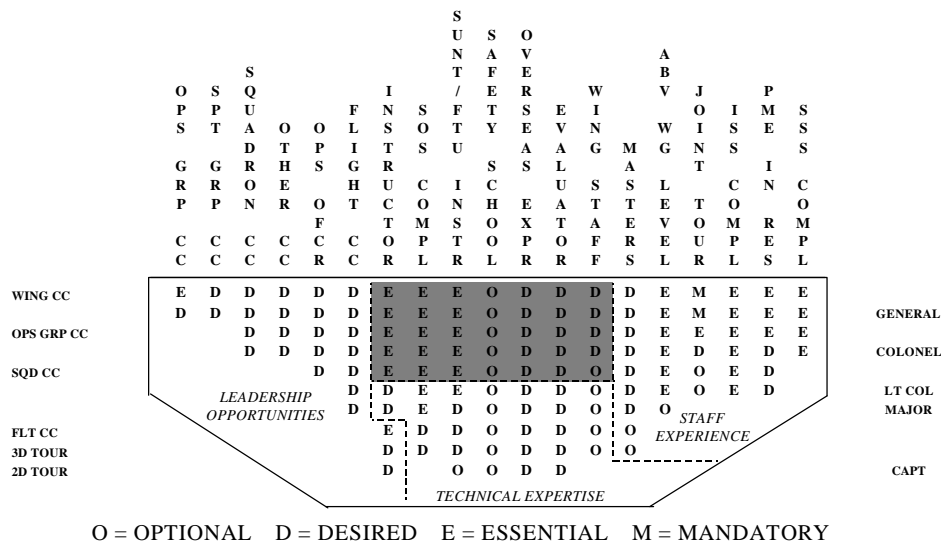 OPS GRP CC
SPT GRP CC
SQUADRON CC
OTHER CC
OPS OFCR
FLIGHT CC
INSTRUCTOR
SOS COMPL
SUNT/FTU INSTR
SAFETY SCHOOL
OVERSEAS EXPR
EVALUATOR
WING STAFF
MASTERS
ABV WG LEVEL
JOINT TOUR
ISS COMPL
PME IN RES
SSS COMPL
WING CC E D D D D D E E E O D D D D E M E E E
D D D D D D E E E O D D D D E M E E E GENERAL
OPS GRP CC D D D D E E E O D D D D E E E E E
D D D D E E E O D D D D E D E D E COLONEL
SQD CC D D E E E O D D O D E O E D
D D E E O D D O D E O E D LT COL
D D E D O D D O D O MAJOR
LEADERSHIP
OPPORTUNITIES
STAFF
EXPERIENCE
FLT CC E D D O D D O O
3D TOUR D D D O D D O O
2D TOUR D O O D D CAPT
TECHNICAL EXPERTISE
O = OPTIONAL D = DESIRED E = ESSENTIAL M = MANDATORY